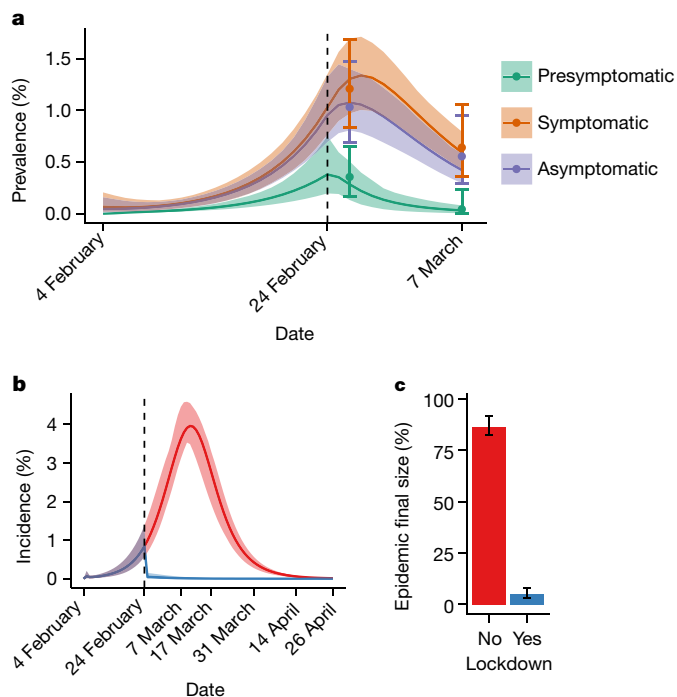 a
Prevalence (%)
1.5
1.0
0.5
0.0
4 February
24 February
7 March
Date
Presymptomatic
Symptomatic
Asymptomatic
b
Incidence (%)
4
3
2
1
0
4 February
24 February
7 March
17 March
31 March
14 April
26 April
Date
c
Epidemic final size (%)
100
75
50
25
0
No Yes
Lockdown